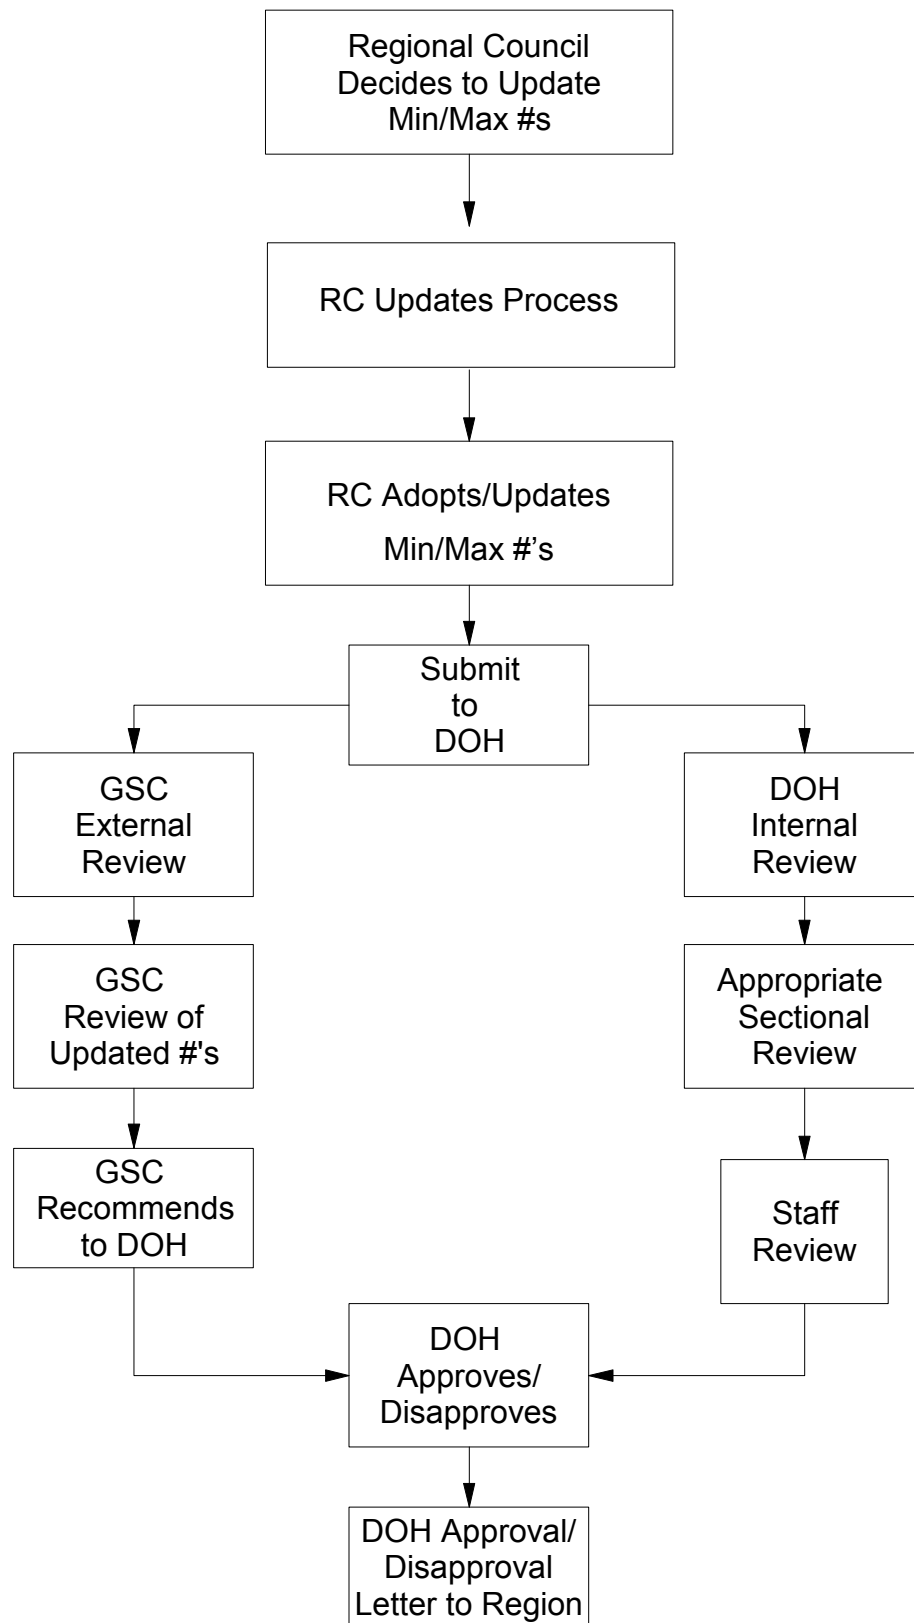 Regional Council
Decides to Update
Min/Max #s
RC Updates Process
RC Adopts/Updates
Min/Max #’s
Submit
to
DOH
GSC
External
Review
DOH
Internal
Review
GSC
Review of
Updated #'s
Appropriate
Sectional
Review
GSC
Recommends
to DOH
Staff
Review
DOH
Approves/
Disapproves
DOH Approval/
Disapproval
Letter to Region